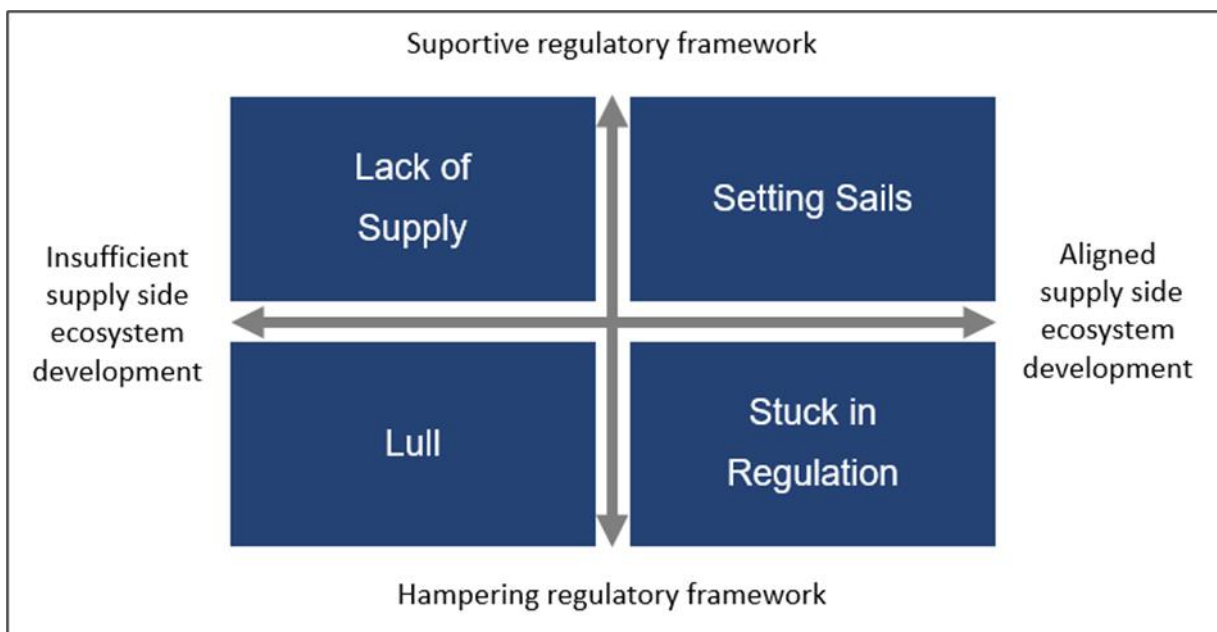 Suportive regulatory framework
Lack of
Supply
Setting Sails
Insufficient
supply side
ecosystem
development
Aligned
supply side
ecosystem
development
Lull
Stuck in
Regulation
Hampering regulatory framework